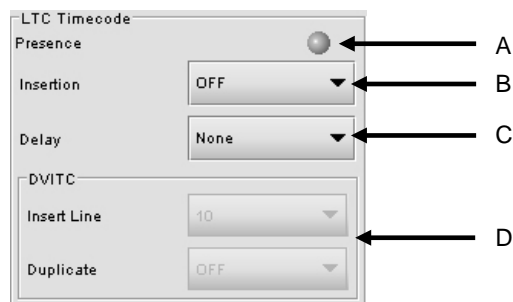 LTC Timecode
Presence A
Insertion OFF B
Delay None C
DVITC
Insert Line 10 D
Duplicate OFF